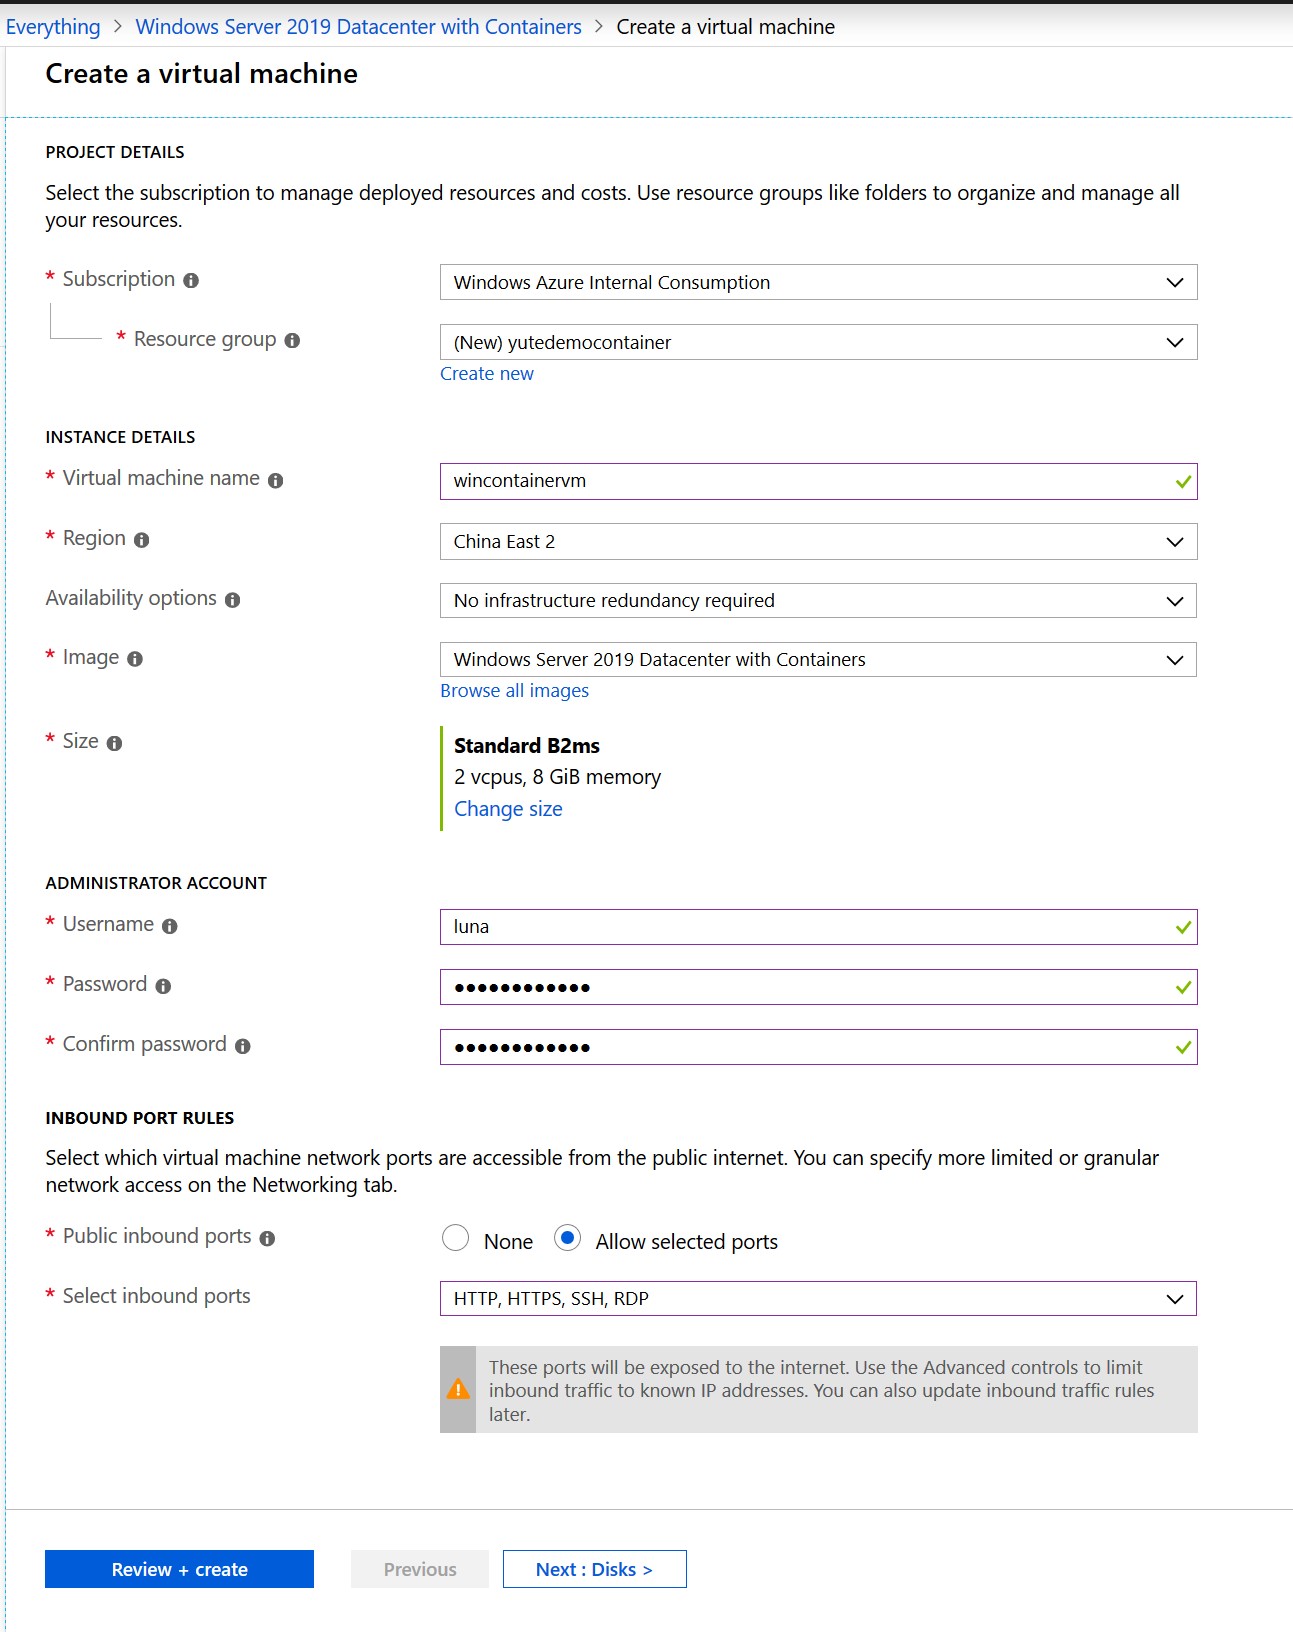 Everything > Windows Server 2019 Datacenter with Containers > Create a virtual machine
Create a virtual machine
PROJECT DETAILS
Select the subscription to manage deployed resources and costs. Use resource groups like folders to organize and manage all
your resources.
* Subscription
Windows Azure Internal Consumption
* Resource group
(New) yutedemocontainer
Create new
INSTANCE DETAILS
* Virtual machine name
wincontainervm
* Region
China East 2
Availability options
No infrastructure redundancy required
* Image
Windows Server 2019 Datacenter with Containers
Browse all images
* Size
Standard B2ms
2 vcpus, 8 GiB memory
Change size
ADMINISTRATOR ACCOUNT
* Username
luna
* Password
●●●●●●●●●●●●
* Confirm password
●●●●●●●●●●●●
INBOUND PORT RULES
Select which virtual machine network ports are accessible from the public internet. You can specify more limited or granular
network access on the Networking tab.
* Public inbound ports
None
Allow selected ports
* Select inbound ports
HTTP, HTTPS, SSH, RDP
These ports will be exposed to the internet. Use the Advanced controls to limit
inbound traffic to known IP addresses. You can also update inbound traffic rules
later.
Review + create
Previous
Next : Disks >